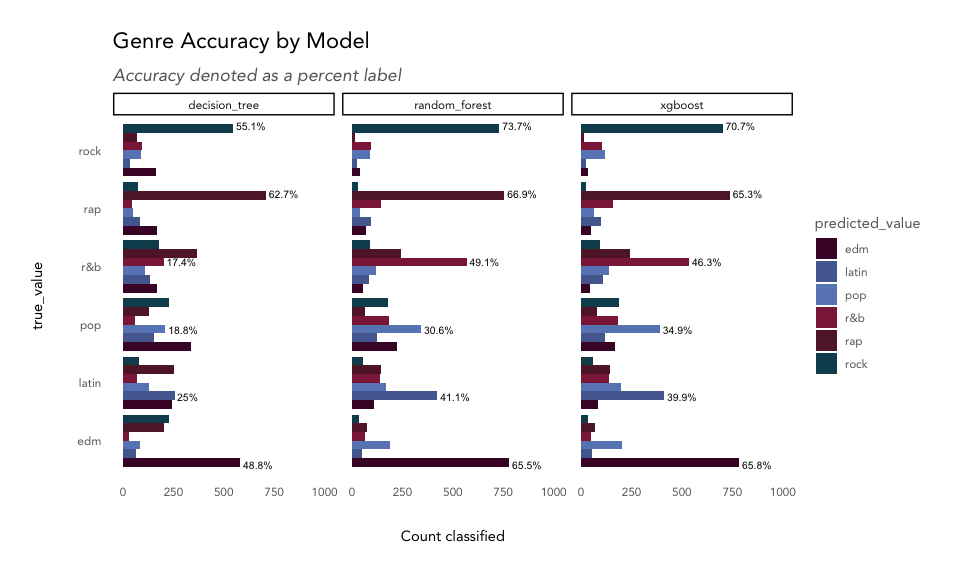 Genre Accuracy by Model
Accuracy denoted as a percent label
decision_tree random_forest xgboost
rock 55.1% 73.7% 70.7%
rap 62.7% 66.9% 65.3%
r&b 17.4% 49.1% 46.3%
pop 18.8% 30.6% 34.9%
latin 25% 41.1% 39.9%
edm 48.8% 65.5% 65.8%
0 250 500 750 1000 0 250 500 750 1000 0 250 500 750 1000
Count classified
true_value
predicted_value
edm
latin
pop
r&b
rap
rock